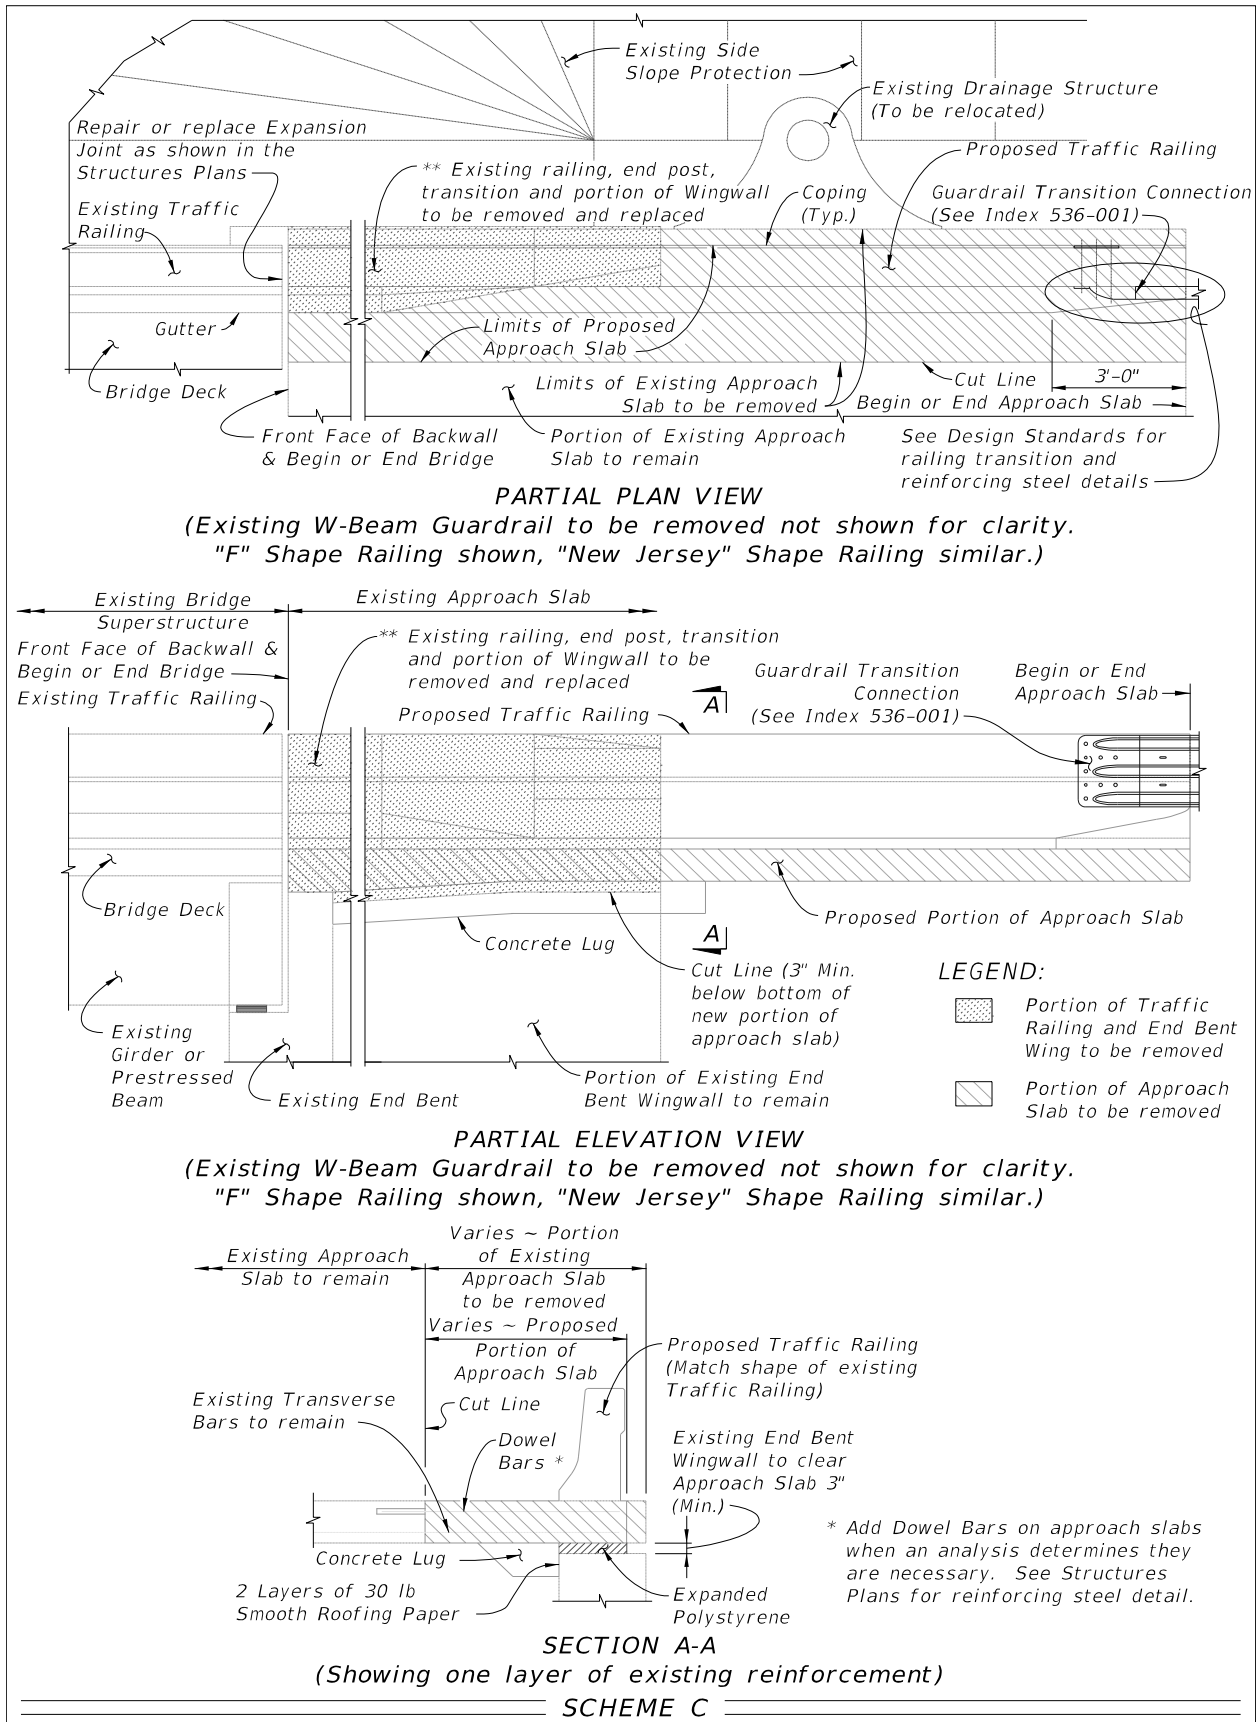 Existing Side
Slope Protection
Existing Drainage Structure
(To be relocated)
Repair or replace Expansion
Joint as shown in the
Structures Plans
Existing Traffic
Railing
** Existing railing, end post,
transition and portion of Wingwall
to be removed and replaced
Coping
(Typ.)
Proposed Traffic Railing
Guardrail Transition Connection
(See Index 536-001)
Gutter
Limits of Proposed
Approach Slab
Bridge Deck
Limits of Existing Approach
Slab to be removed
Cut Line
3'-0"
Begin or End Approach Slab
Front Face of Backwall
& Begin or End Bridge
Portion of Existing Approach
Slab to remain
See Design Standards for
railing transition and
reinforcing steel details
PARTIAL PLAN VIEW
(Existing W-Beam Guardrail to be removed not shown for clarity.
"F" Shape Railing shown, "New Jersey" Shape Railing similar.)
Existing Bridge
Superstructure
Existing Approach Slab
Front Face of Backwall &
Begin or End Bridge
Existing Traffic Railing
** Existing railing, end post, transition
and portion of Wingwall to be
removed and replaced
Proposed Traffic Railing
A
Guardrail Transition
Connection
(See Index 536-001)
Begin or End
Approach Slab
Bridge Deck
Concrete Lug
A
Proposed Portion of Approach Slab
Cut Line (3" Min.
below bottom of
new portion of
approach slab)
Existing
Girder or
Prestressed
Beam
Existing End Bent
Portion of Existing End
Bent Wingwall to remain
LEGEND:
Portion of Traffic
Railing and End Bent
Wing to be removed
Portion of Approach
Slab to be removed
PARTIAL ELEVATION VIEW
(Existing W-Beam Guardrail to be removed not shown for clarity.
"F" Shape Railing shown, "New Jersey" Shape Railing similar.)
Existing Approach
Slab to remain
Varies ~ Portion
of Existing
Approach Slab
to be removed
Varies ~ Proposed
Portion of
Approach Slab
Proposed Traffic Railing
(Match shape of existing
Traffic Railing)
Existing Transverse
Bars to remain
Cut Line
Dowel
Bars *
Existing End Bent
Wingwall to clear
Approach Slab 3"
(Min.)
Concrete Lug
2 Layers of 30 lb
Smooth Roofing Paper
Expanded
Polystyrene
* Add Dowel Bars on approach slabs
when an analysis determines they
are necessary. See Structures
Plans for reinforcing steel detail.
SECTION A-A
(Showing one layer of existing reinforcement)
SCHEME C